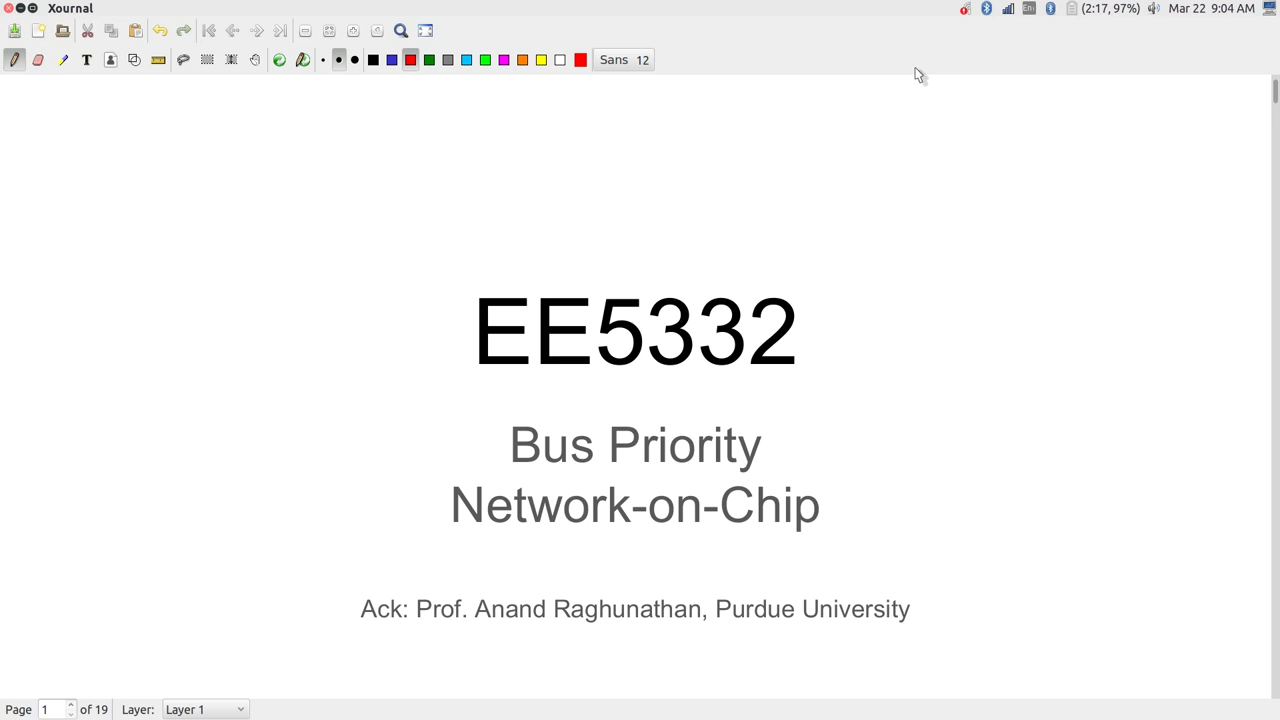 Xournal
En
(2:17, 97%)
Mar 22 9:04 AM
T
Sans 12
EE5332
Bus Priority
Network-on-Chip
Ack: Prof. Anand Raghunathan, Purdue University
Page 1 of 19 Layer: Layer 1